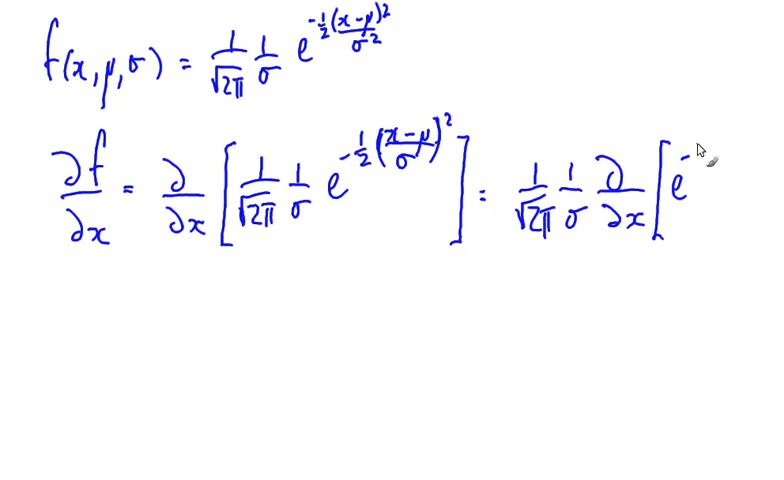 f(x, μ, σ) = 1/√2π 1/σ e^(-1/2 (x-μ)²/σ²)
∂f/∂x = ∂/∂x [1/√2π 1/σ e^(-1/2 ((x-μ)/σ)²)] = 1/√2π 1/σ ∂/∂x [e^-